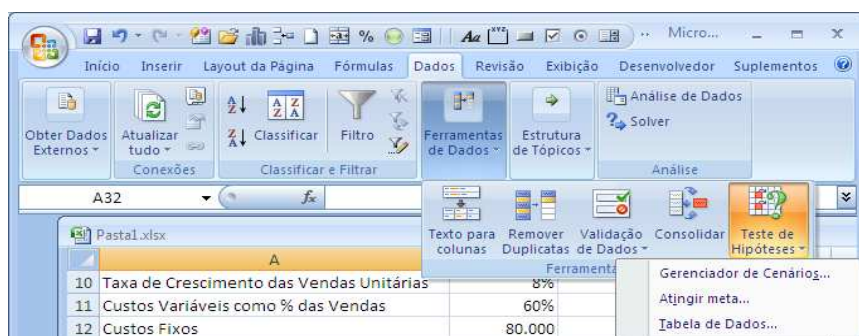 Micro...
Início Inserir Layout da Página Fórmulas Dados Revisão Exibição Desenvolvedor Suplementos
Obter Dados Externos
Atualizar tudo
Classificar
Filtro
Ferramentas de Dados
Estrutura de Tópicos
Análise de Dados
Solver
Conexões
Classificar e Filtrar
Análise
A32
fx
Texto para colunas
Remover Duplicatas
Validação de Dados
Consolidar
Teste de Hipóteses
Pasta1.xlsx
A
Gerenciador de Cenários...
Atingir meta...
Tabela de Dados...
10 Taxa de Crescimento das Vendas Unitárias 8%
11 Custos Variáveis como % das Vendas 60%
12 Custos Fixos 80.000